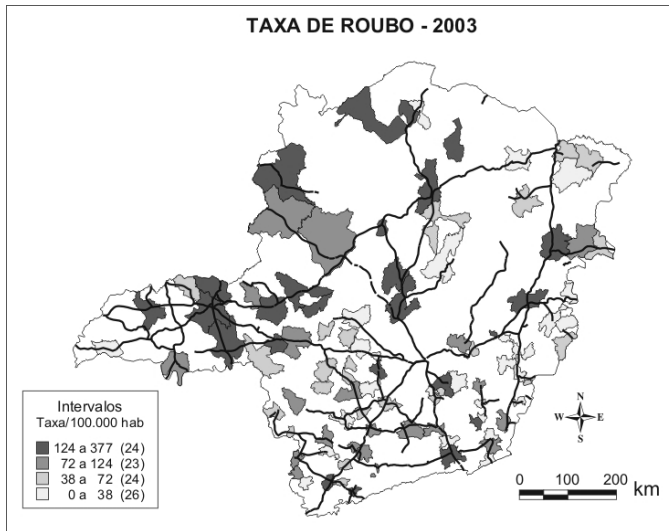 TAXA DE ROUBO - 2003
Intervalos
Taxa/100.000 hab
124 a 377 (24)
72 a 124 (23)
38 a 72 (24)
0 a 38 (26)
N
W E
S
0 100 200 km